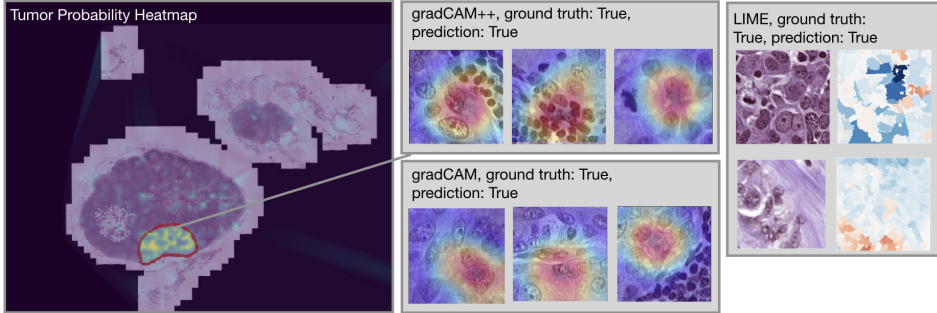 Tumor Probability Heatmap
gradCAM++, ground truth: True,
prediction: True
gradCAM, ground truth: True,
prediction: True
LIME, ground truth:
True, prediction: True